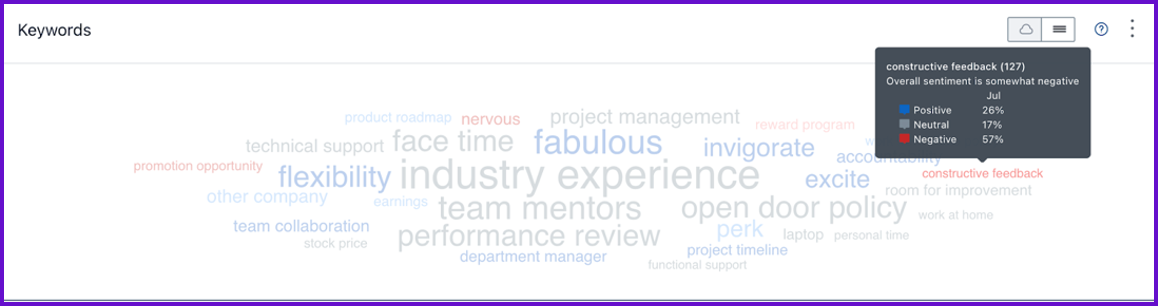 Keywords
constructive feedback (127)
Overall sentiment is somewhat negative
Jul
Positive 26%
Neutral 17%
Negative 57%
product roadmap nervous project management reward program
technical support face time fabulous invigorate accountability
promotion opportunity flexibility industry experience excite constructive feedback
other company earnings team mentors open door policy room for improvement
team collaboration perk laptop personal time work at home
stock price performance review project timeline
department manager functional support